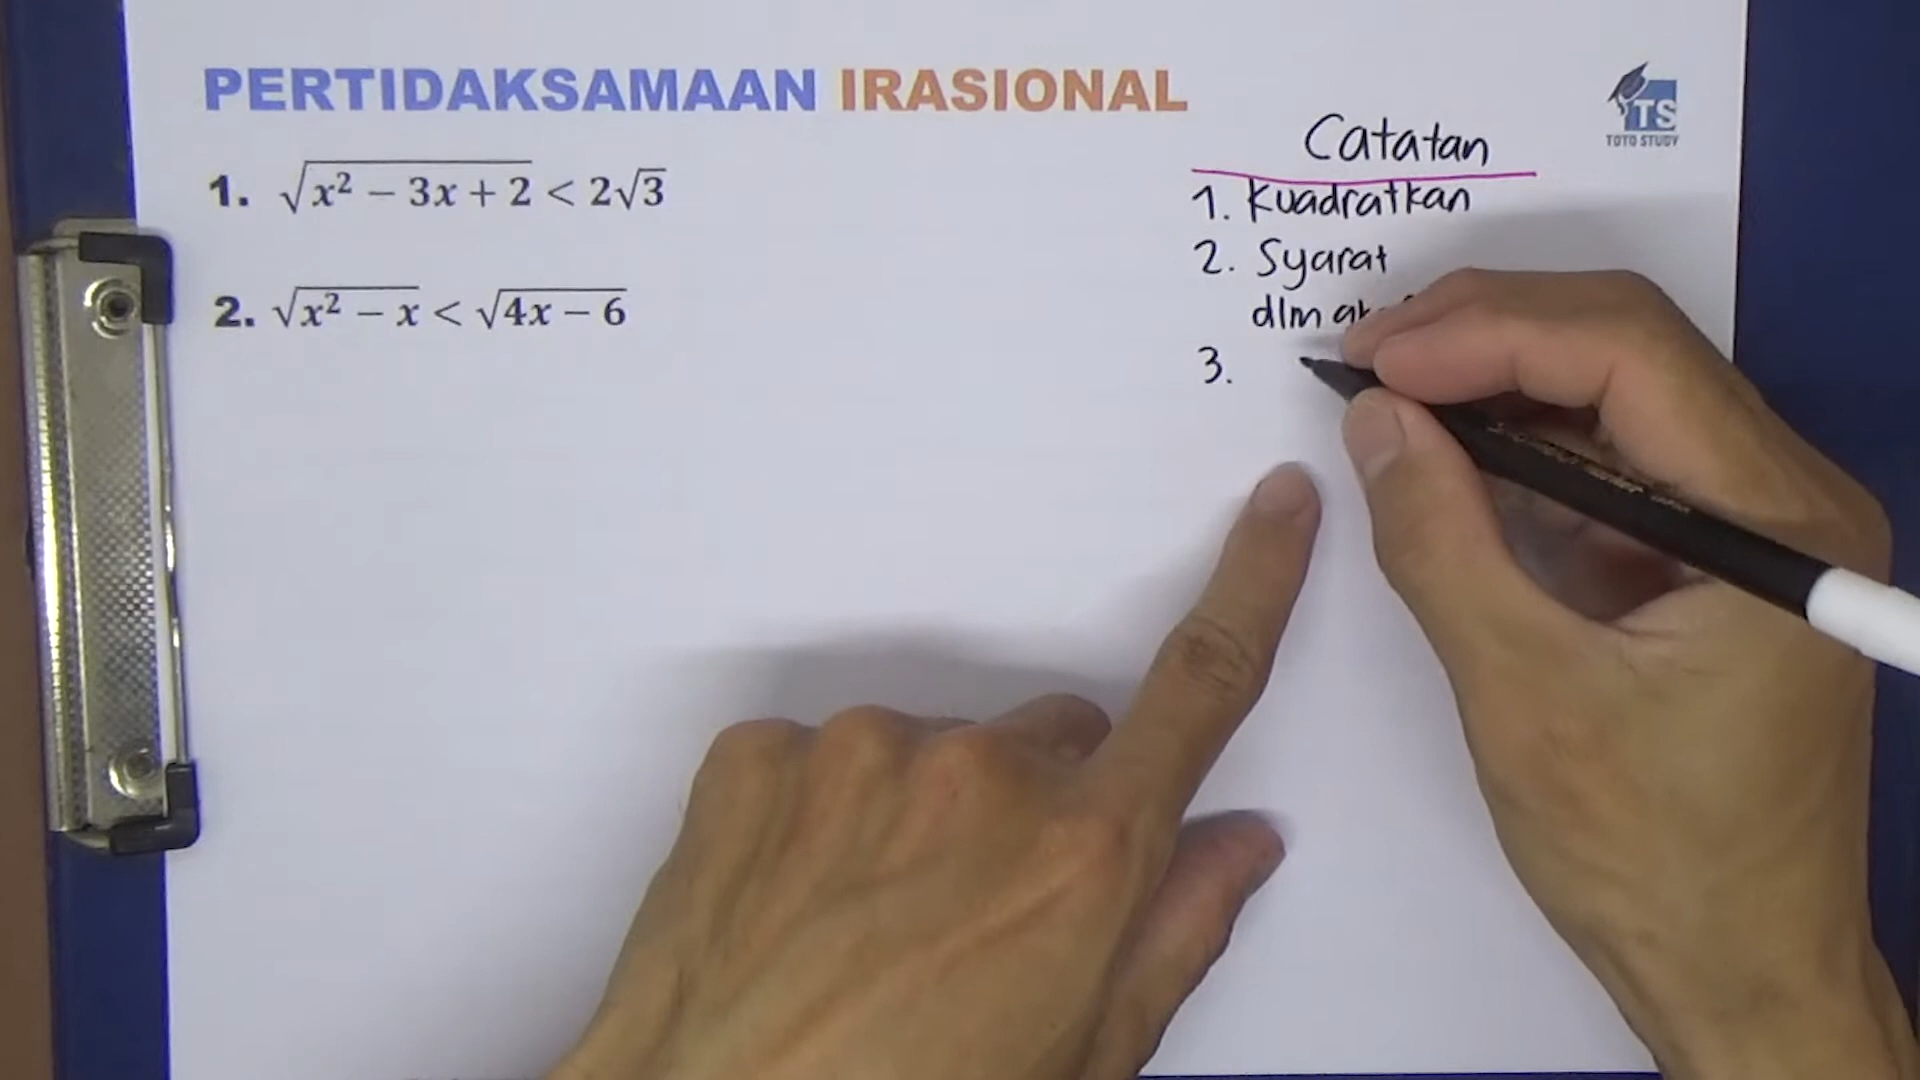 PERTIDAKSAMAAN IRASIONAL
TS
TOTO STUDY
Catatan
1. √(x² − 3x + 2) < 2√3
2. √(x² − x) < √(4x − 6)
1. Kuadratkan
2. Syarat
dlm
3.